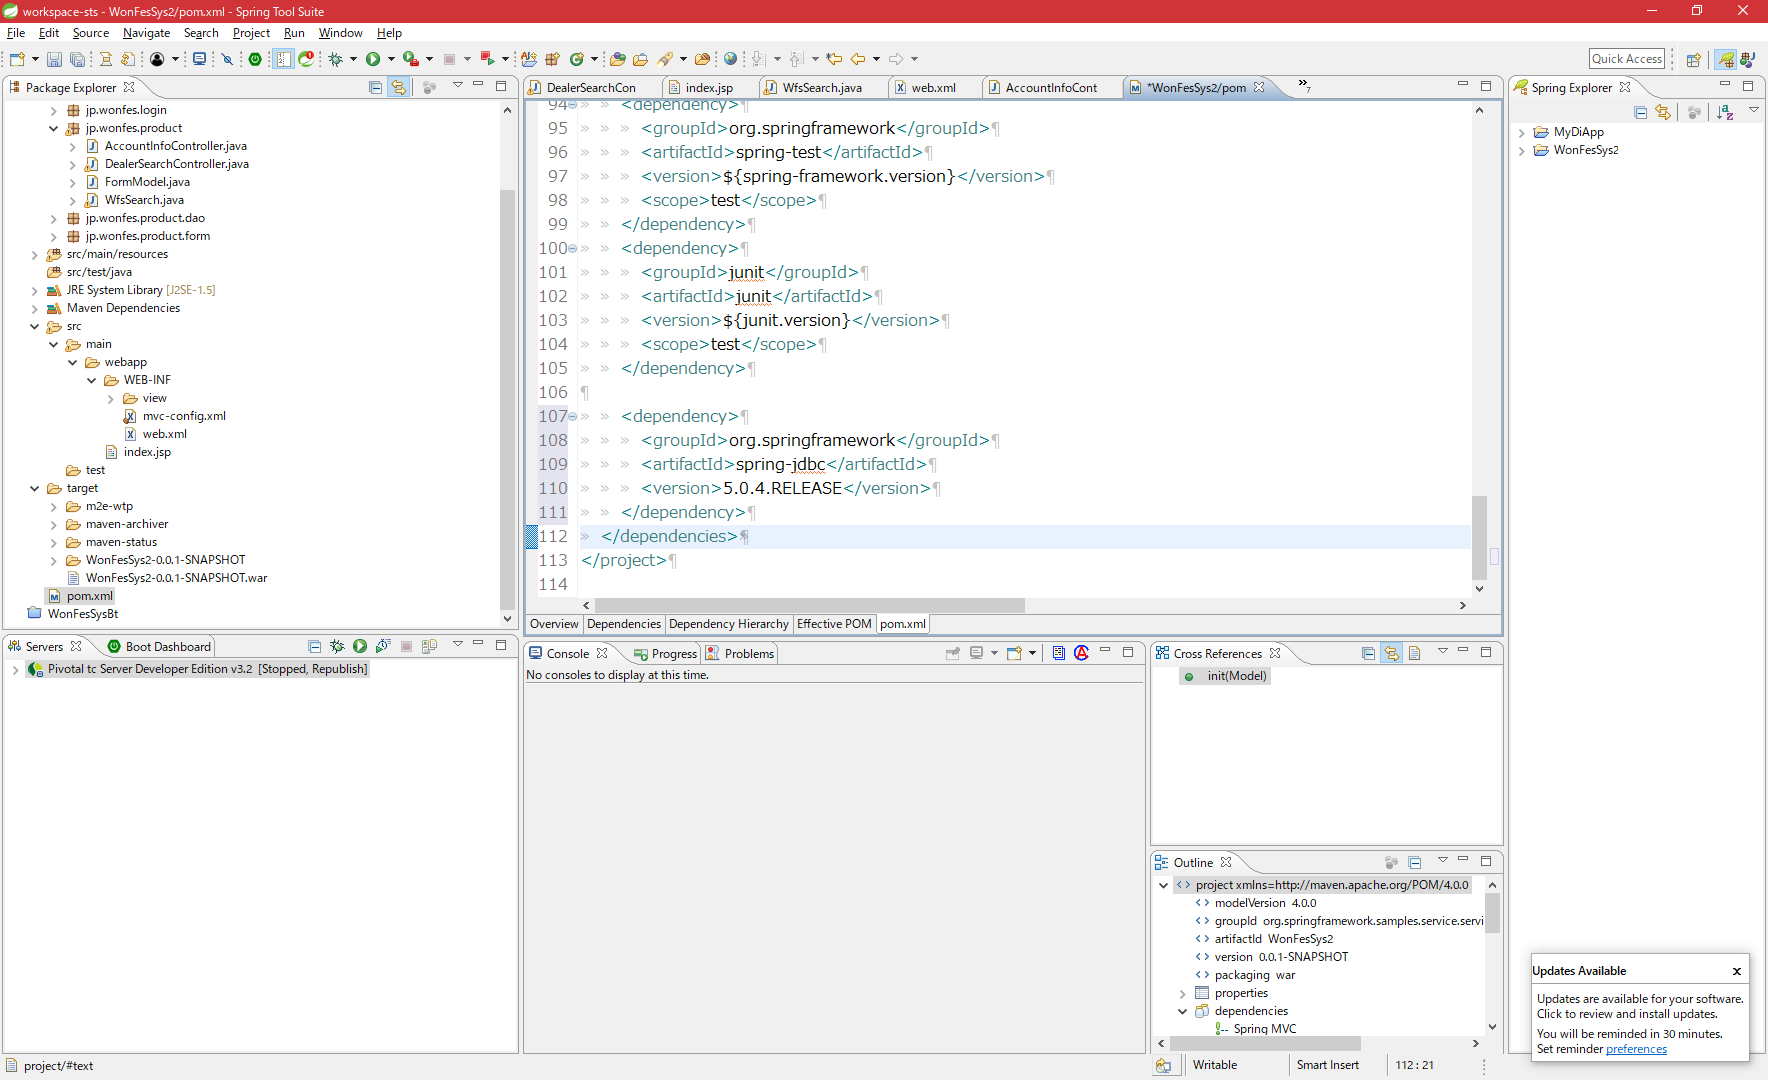 workspace-sts - WonFesSys2/pom.xml - Spring Tool Suite
File Edit Source Navigate Search Project Run Window Help
Quick Access
Package Explorer
jp.wonfes.login
jp.wonfes.product
AccountInfoController.java
DealerSearchController.java
FormModel.java
WfsSearch.java
jp.wonfes.product.dao
jp.wonfes.product.form
src/main/resources
src/test/java
JRE System Library [J2SE-1.5]
Maven Dependencies
src
main
webapp
WEB-INF
view
mvc-config.xml
web.xml
index.jsp
test
target
m2e-wtp
maven-archiver
maven-status
WonFesSys2-0.0.1-SNAPSHOT
WonFesSys2-0.0.1-SNAPSHOT.war
pom.xml
WonFesSysBt
DealerSearchCon index.jsp WfsSearch.java web.xml AccountInfoCont *WonFesSys2/pom »7
94 <dependency>
95 <groupId>org.springframework</groupId>
96 <artifactId>spring-test</artifactId>
97 <version>${spring-framework.version}</version>
98 <scope>test</scope>
99 </dependency>
100 <dependency>
101 <groupId>junit</groupId>
102 <artifactId>junit</artifactId>
103 <version>${junit.version}</version>
104 <scope>test</scope>
105 </dependency>
106
107 <dependency>
108 <groupId>org.springframework</groupId>
109 <artifactId>spring-jdbc</artifactId>
110 <version>5.0.4.RELEASE</version>
111 </dependency>
112 </dependencies>
113 </project>
114
Overview Dependencies Dependency Hierarchy Effective POM pom.xml
Spring Explorer
MyDiApp
WonFesSys2
Servers Boot Dashboard
Pivotal tc Server Developer Edition v3.2 [Stopped, Republish]
Console Progress Problems
No consoles to display at this time.
Cross References
init(Model)
Outline
project xmlns=http://maven.apache.org/POM/4.0.0
modelVersion 4.0.0
groupId org.springframework.samples.service.servi
artifactId WonFesSys2
version 0.0.1-SNAPSHOT
packaging war
properties
dependencies
Spring MVC
Updates Available x
Updates are available for your software.
Click to review and install updates.
You will be reminded in 30 minutes.
Set reminder preferences
project/#text
Writable Smart Insert 112 : 21